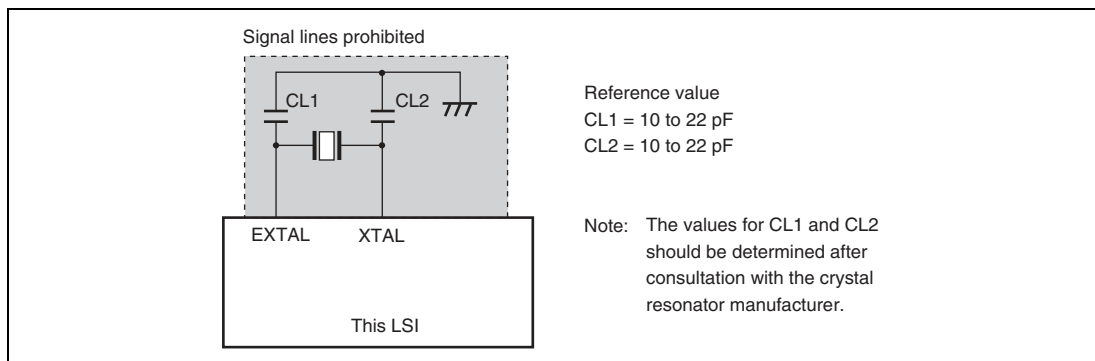 Signal lines prohibited
CL1
CL2
Reference value
CL1 = 10 to 22 pF
CL2 = 10 to 22 pF
EXTAL
XTAL
This LSI
Note: The values for CL1 and CL2
should be determined after
consultation with the crystal
resonator manufacturer.